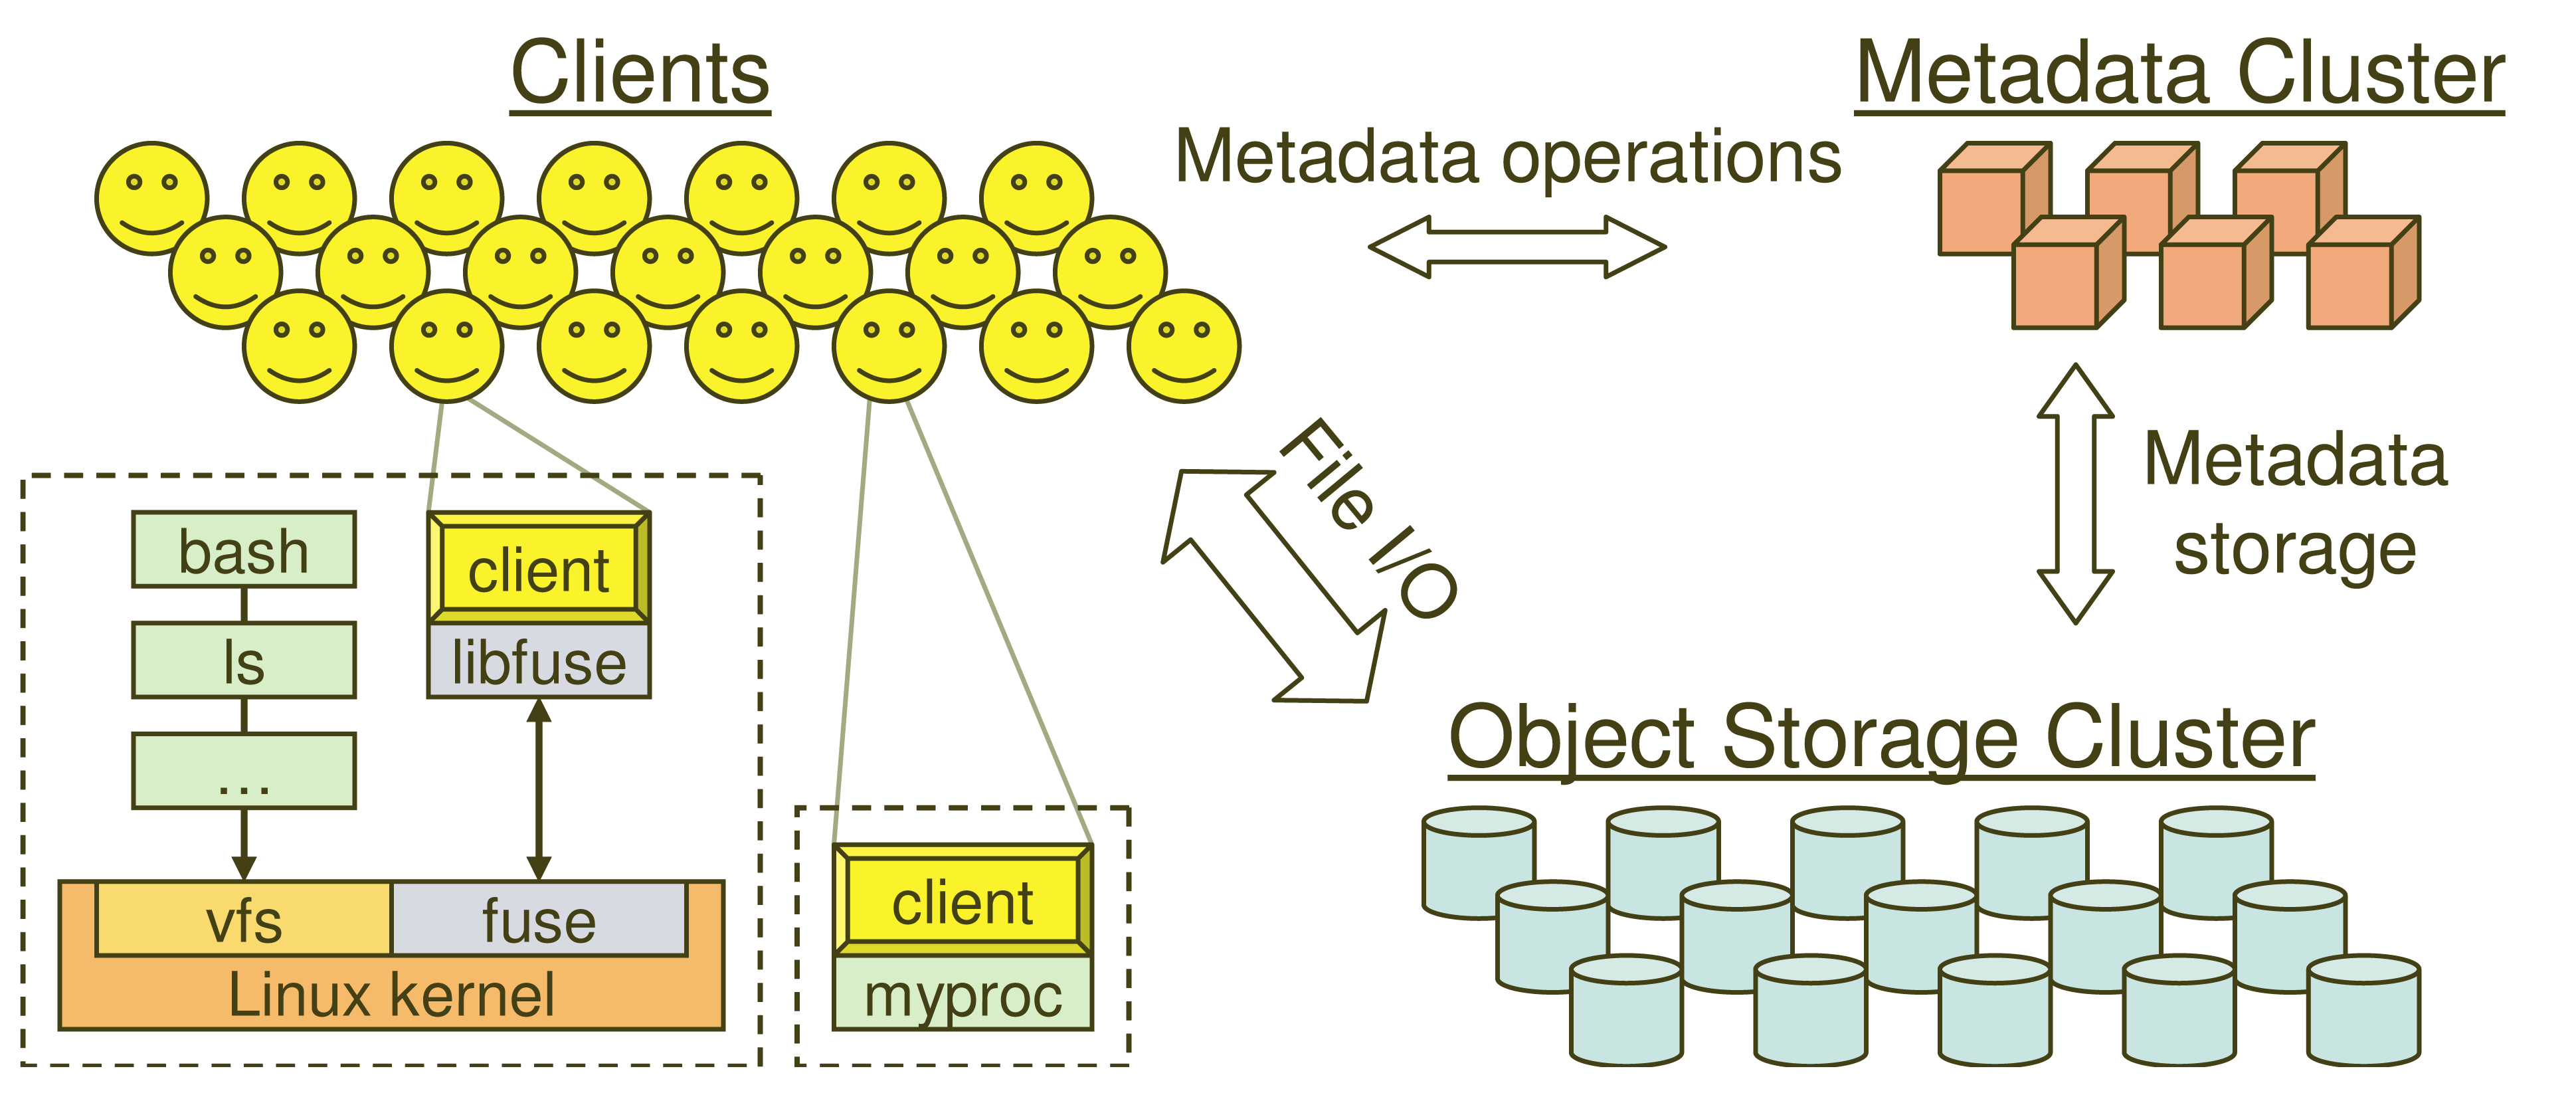 Clients
Metadata Cluster
Metadata operations
File I/O
Metadata
storage
bash
client
ls
libfuse
...
vfs
fuse
Linux kernel
client
myproc
Object Storage Cluster